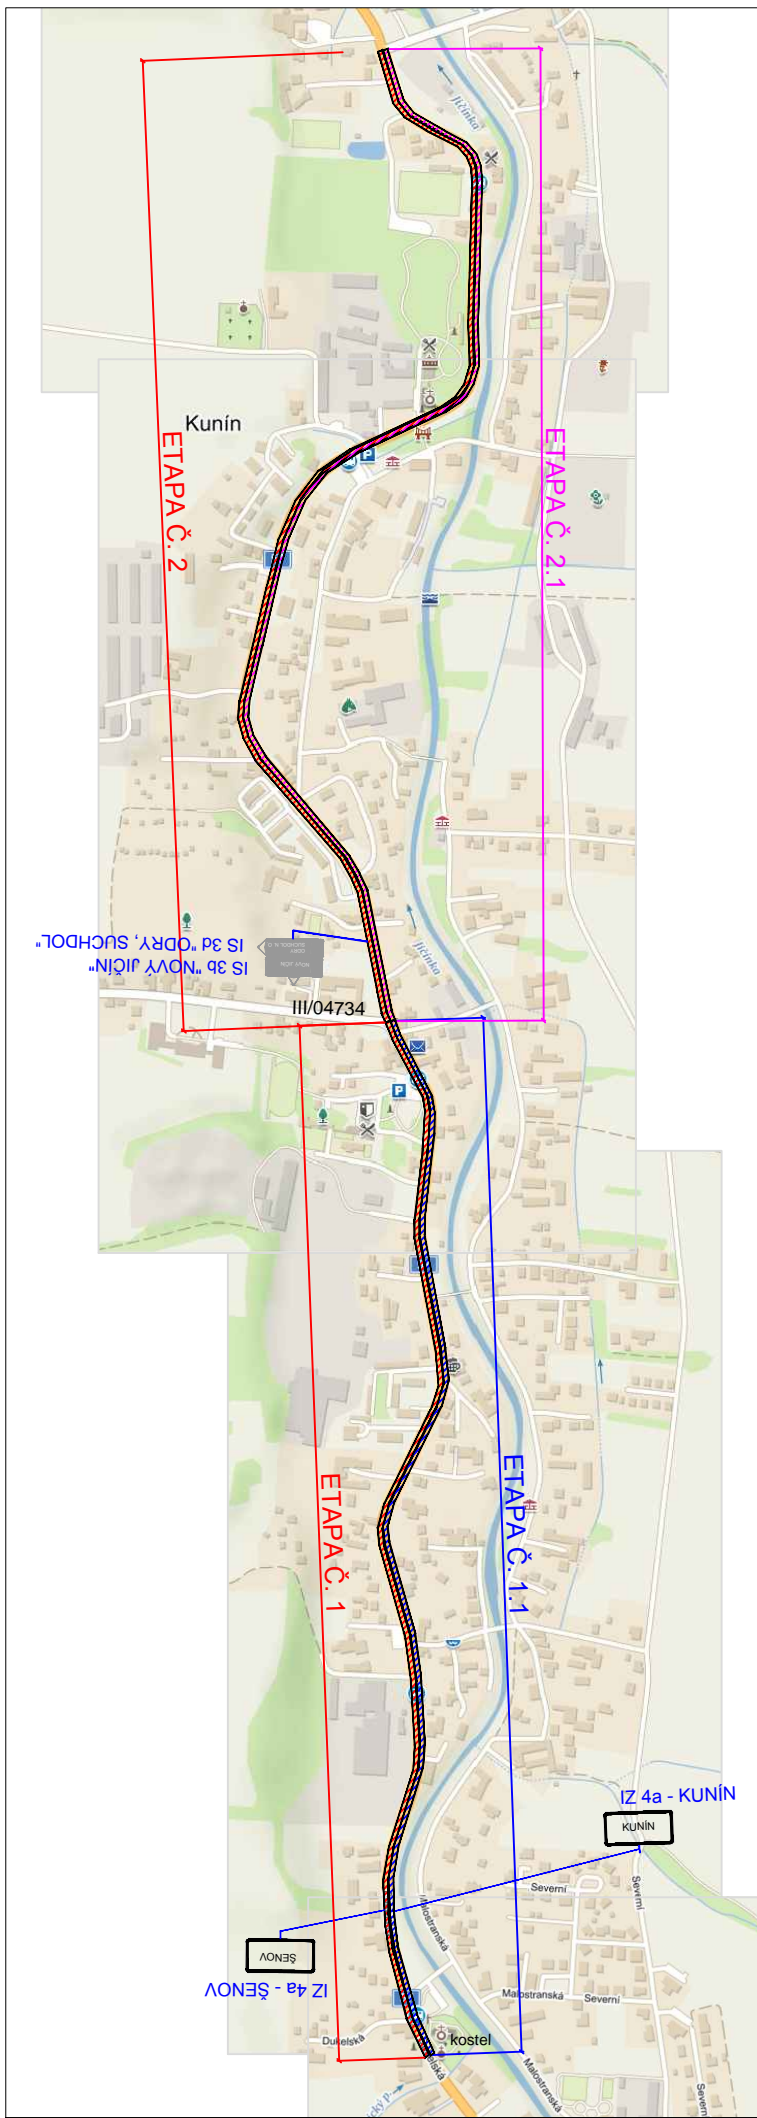 Jičínka
Kunín
ETAPA Č. 2
ETAPA Č. 2.1
IS 3d "ODRY, SUCHDOL"
IS 3b "NOVÝ JIČÍN"
Jičínka
III/04734
ETAPA Č. 1
ETAPA Č. 1.1
IZ 4a - KUNÍN
KUNÍN
Severní
Severní
Malostranská
ŠENOV
IZ 4a - ŠENOV
Malostranská
Severní
Dukelská
kostel
Malostranská
Severní